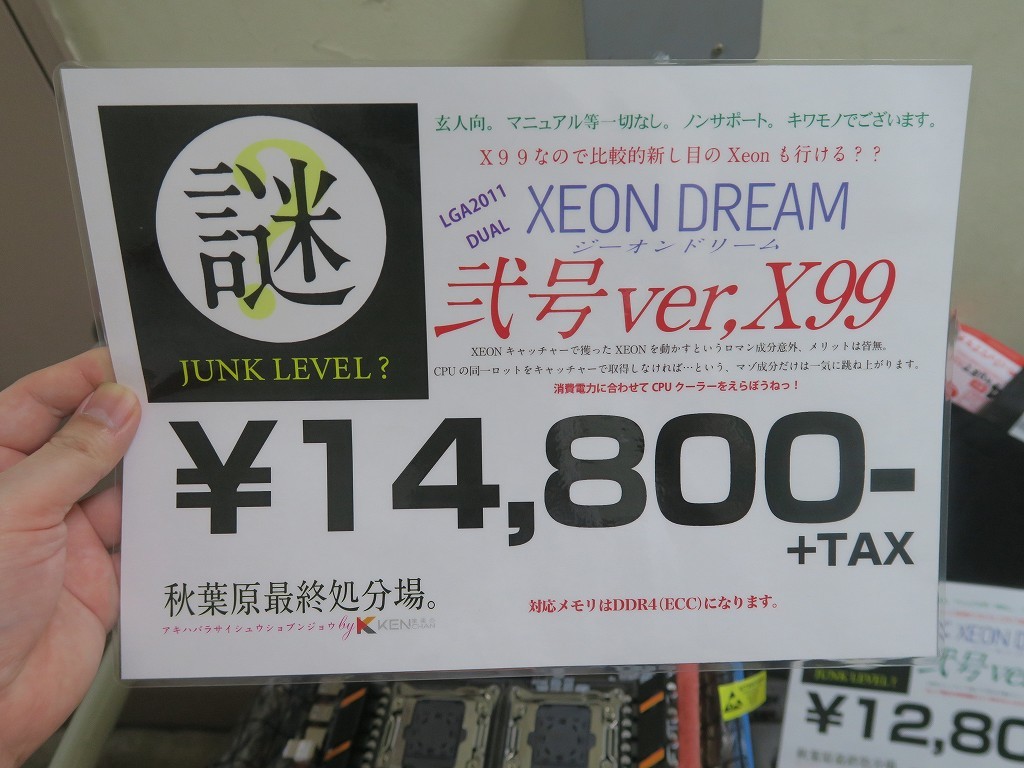 謎
JUNK LEVEL?
玄人向。マニュアル等一切なし。ノンサポート。キワモノでございます。
X99なので比較的新し目のXeonも行ける??
LGA2011
DUAL
XEON DREAM
ジーオンドリーム
弐号ver,X99
XEONキャッチャーで獲ったXEONを動かすというロマン成分意外、メリットは皆無。
CPUの同一ロットをキャッチャーで取得しなければ…という、マゾ成分だけは一気に跳ね上がります。
消費電力に合わせてCPUクーラーをえらぼうねっ!
¥14,800-
+TAX
秋葉原最終処分場。
アキハバラサイシュウショブンジョウ by KEN
対応メモリはDDR4(ECC)になります。
XEON DREAM
弐号ve
JUNK LEVEL?
¥12,80